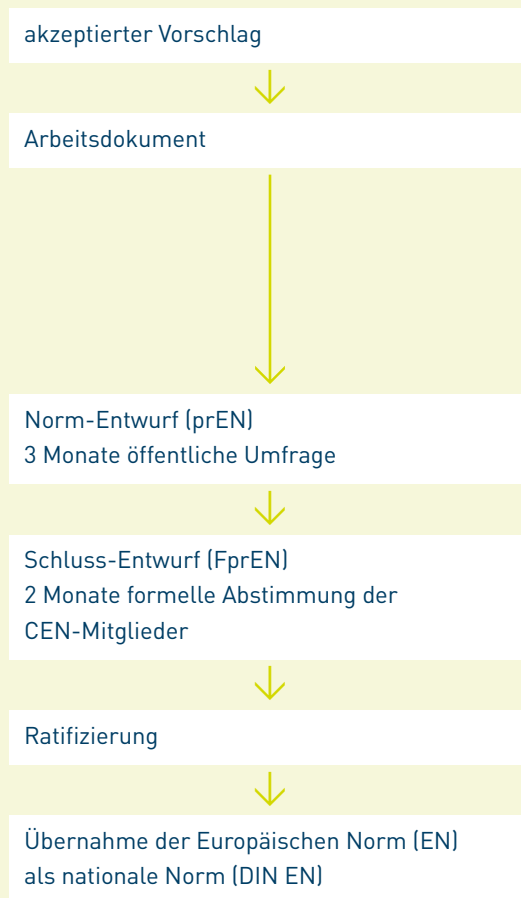 akzeptierter Vorschlag
Arbeitsdokument
Norm-Entwurf (prEN)
3 Monate öffentliche Umfrage
Schluss-Entwurf (FprEN)
2 Monate formelle Abstimmung der
CEN-Mitglieder
Ratifizierung
Übernahme der Europäischen Norm (EN)
als nationale Norm (DIN EN)